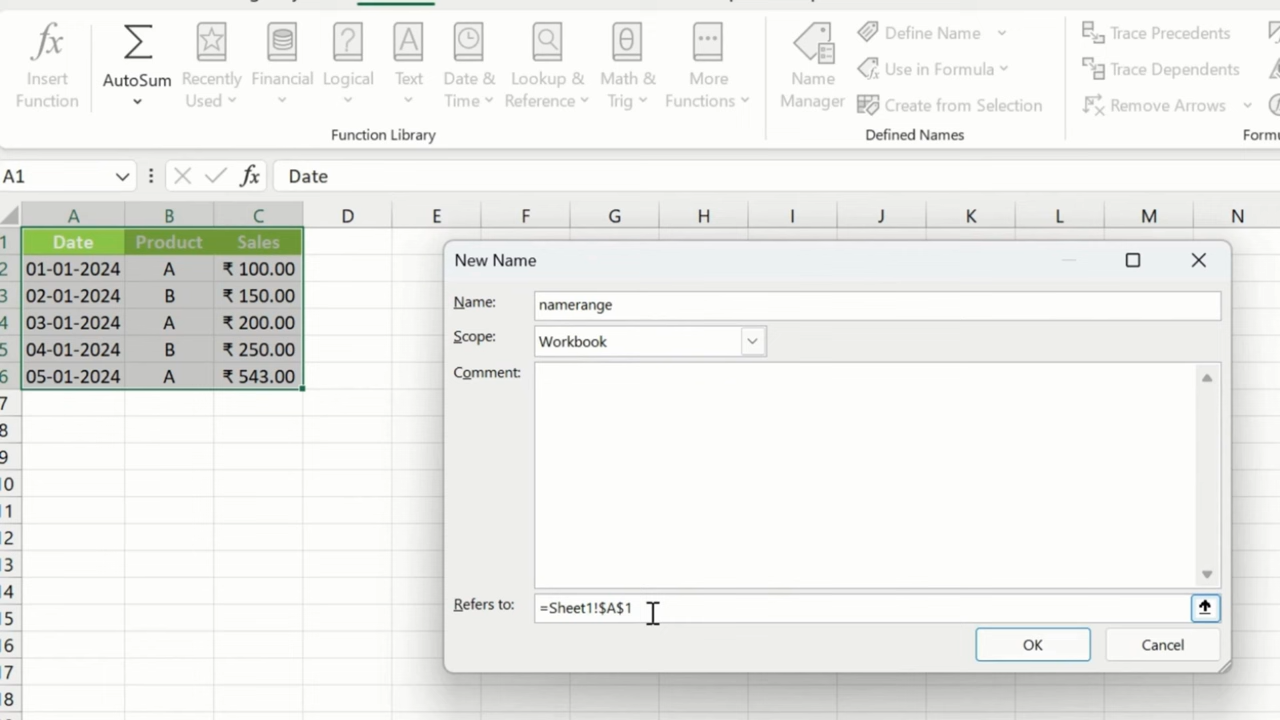 Insert
Function
AutoSum
Recently
Used
Financial
Logical
Text
Date &
Time
Lookup &
Reference
Math &
Trig
More
Functions
Function Library
Name
Manager
Define Name
Use in Formula
Create from Selection
Defined Names
Trace Precedents
Trace Dependents
Remove Arrows
Formu
A1
fx
Date
A B C D E F G H I J K L M N
1 Date Product Sales
2 01-01-2024 A ₹ 100.00
3 02-01-2024 B ₹ 150.00
4 03-01-2024 A ₹ 200.00
5 04-01-2024 B ₹ 250.00
6 05-01-2024 A ₹ 543.00
7
8
9
10
11
12
13
14
15
16
17
18
New Name
Name: namerange
Scope: Workbook
Comment:
Refers to: =Sheet1!$A$1
OK Cancel